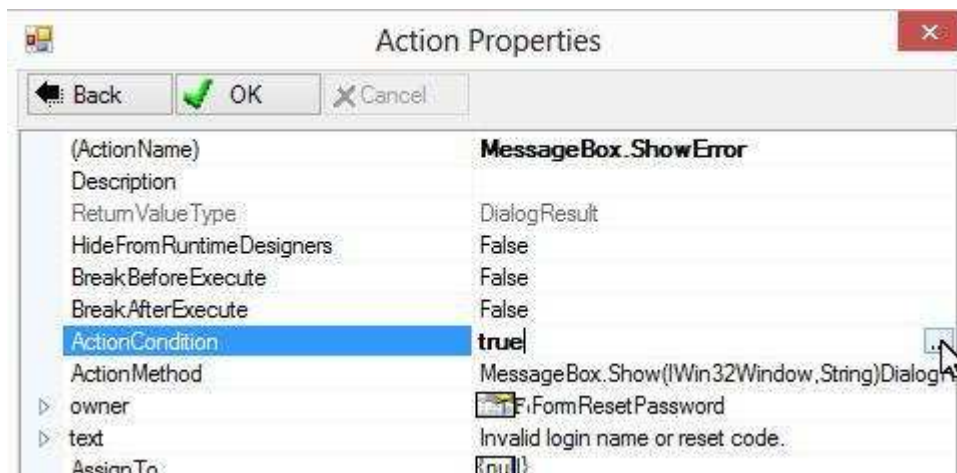 Action Properties
Back OK Cancel
(ActionName) MessageBox.ShowError
Description
ReturnValueType DialogResult
HideFromRuntimeDesigners False
BreakBeforeExecute False
BreakAfterExecute False
ActionCondition true ...
ActionMethod MessageBox.Show(IWin32Window,String)Dialog
owner FormResetPassword
text Invalid login name or reset code.
AssignTo {null}